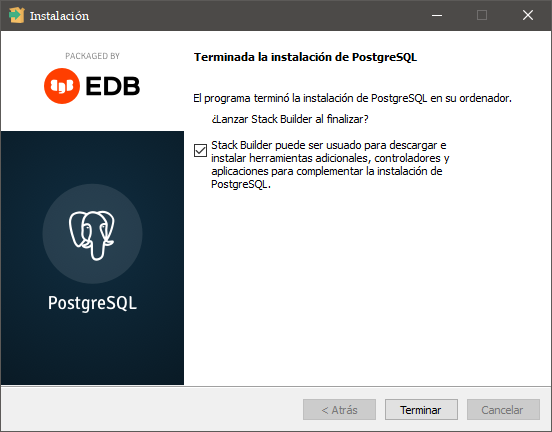 Instalación
PACKAGED BY
EDB
PostgreSQL
Terminada la instalación de PostgreSQL
El programa terminó la instalación de PostgreSQL en su ordenador.
¿Lanzar Stack Builder al finalizar?
Stack Builder puede ser usado para descargar e
instalar herramientas adicionales, controladores y
aplicaciones para complementar la instalación de
PostgreSQL.
< Atrás
Terminar
Cancelar